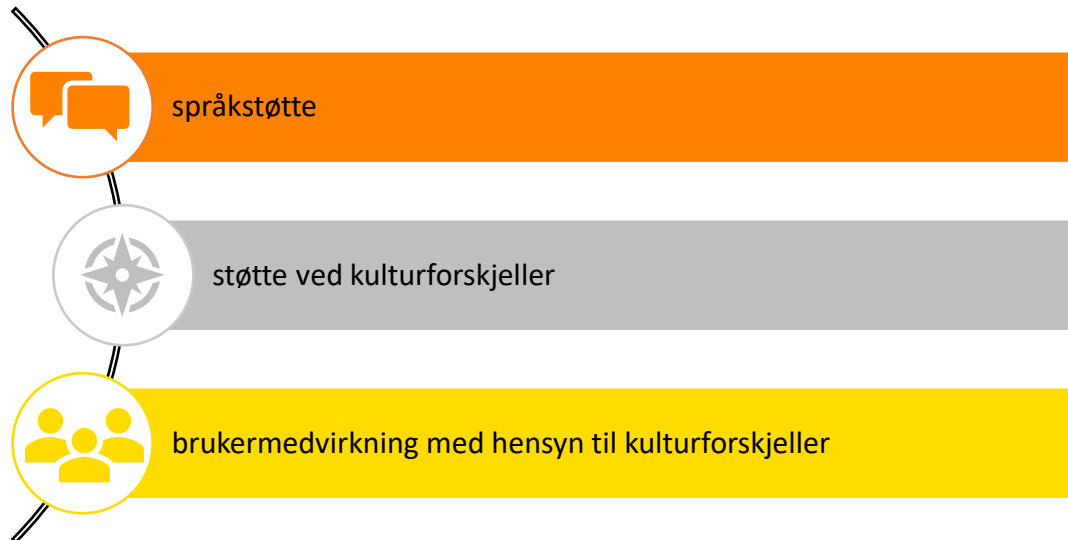 språkstøtte
støtte ved kulturforskjeller
brukermedvirkning med hensyn til kulturforskjeller